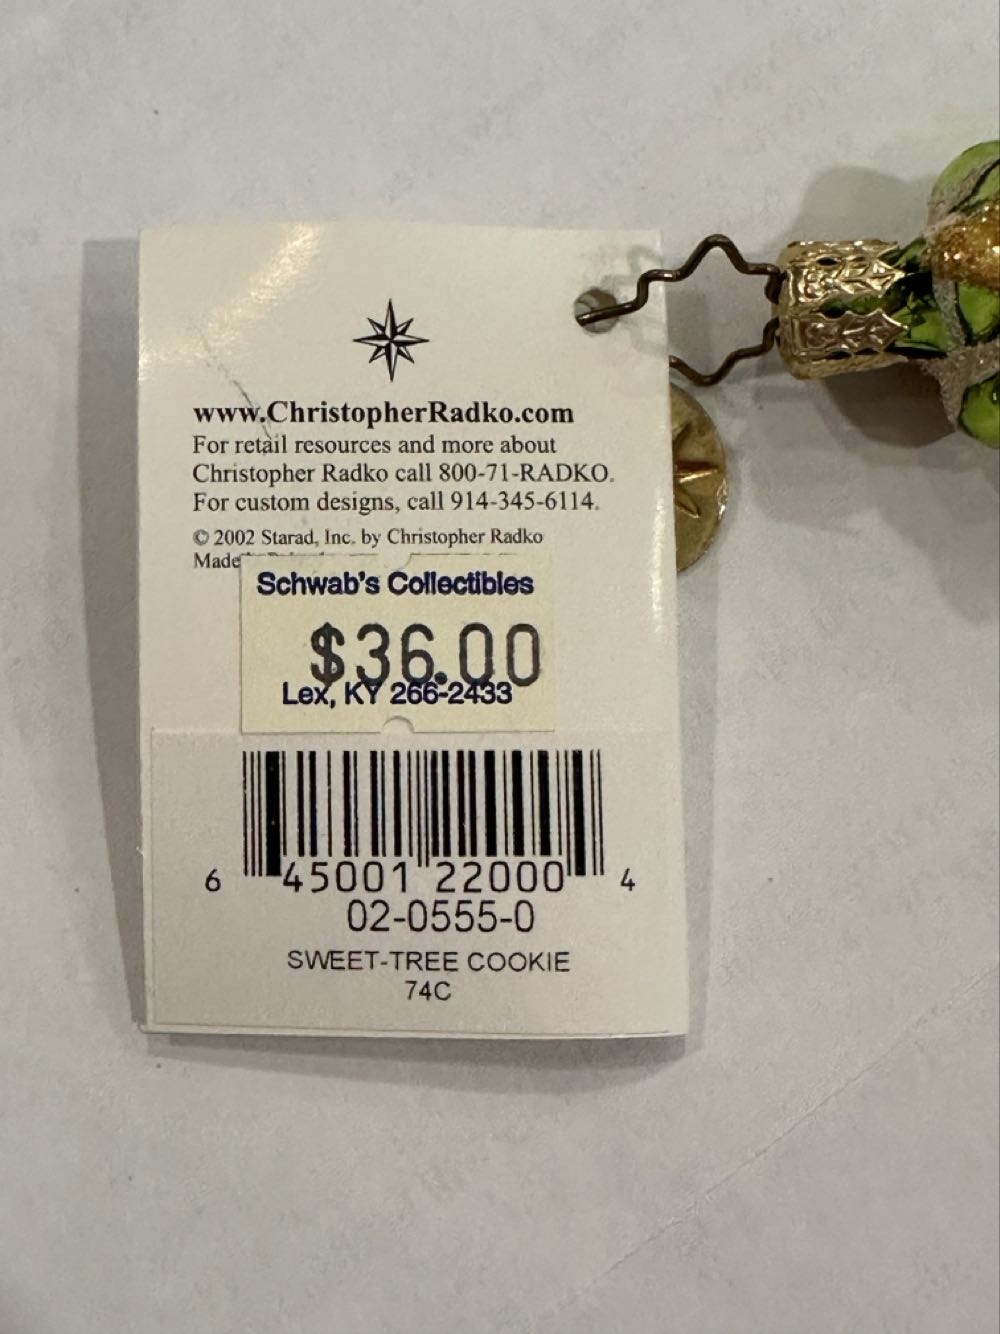 www.ChristopherRadko.com
For retail resources and more about
Christopher Radko call 800-71-RADKO.
For custom designs, call 914-345-6114.
© 2002 Starad, Inc. by Christopher Radko
Made
Schwab's Collectibles
$36.00
Lex, KY 266-2433
6 45001 22000 4
02-0555-0
SWEET-TREE COOKIE
74C